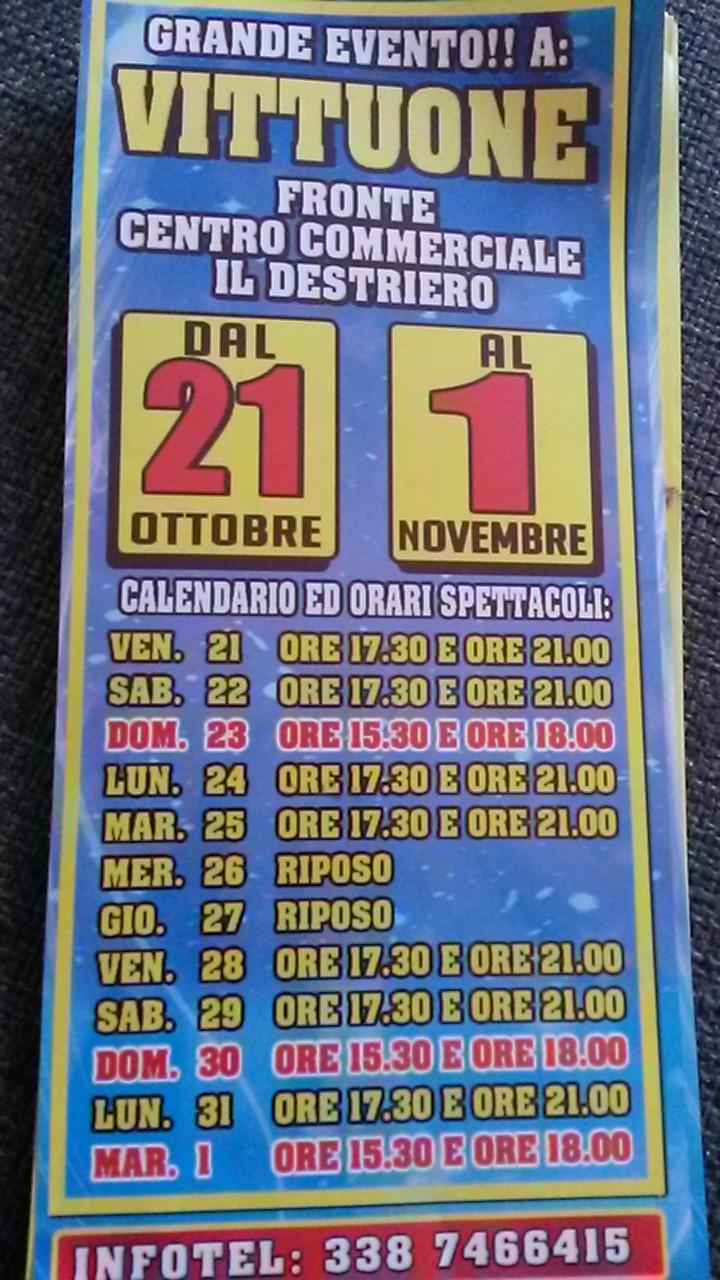 GRANDE EVENTO!! A:
VITTUONE
FRONTE
CENTRO COMMERCIALE
IL DESTRIERO
DAL
21
OTTOBRE
AL
1
NOVEMBRE
CALENDARIO ED ORARI SPETTACOLI:
VEN. 21 ORE 17.30 E ORE 21.00
SAB. 22 ORE 17.30 E ORE 21.00
DOM. 23 ORE 15.30 E ORE 18.00
LUN. 24 ORE 17.30 E ORE 21.00
MAR. 25 ORE 17.30 E ORE 21.00
MER. 26 RIPOSO
GIO. 27 RIPOSO
VEN. 28 ORE 17.30 E ORE 21.00
SAB. 29 ORE 17.30 E ORE 21.00
DOM. 30 ORE 15.30 E ORE 18.00
LUN. 31 ORE 17.30 E ORE 21.00
MAR. 1 ORE 15.30 E ORE 18.00
INFOTEL: 338 7466415